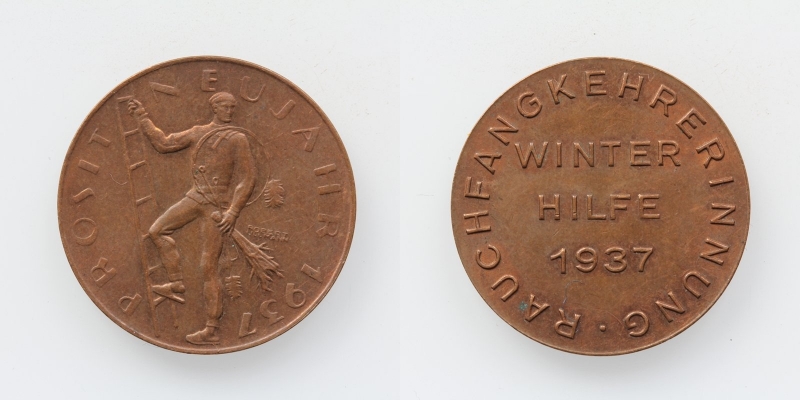 PROSIT NEUJAHR 1937
RAUCHFANGKEHRERINNUNG ·
WINTER
HILFE
1937